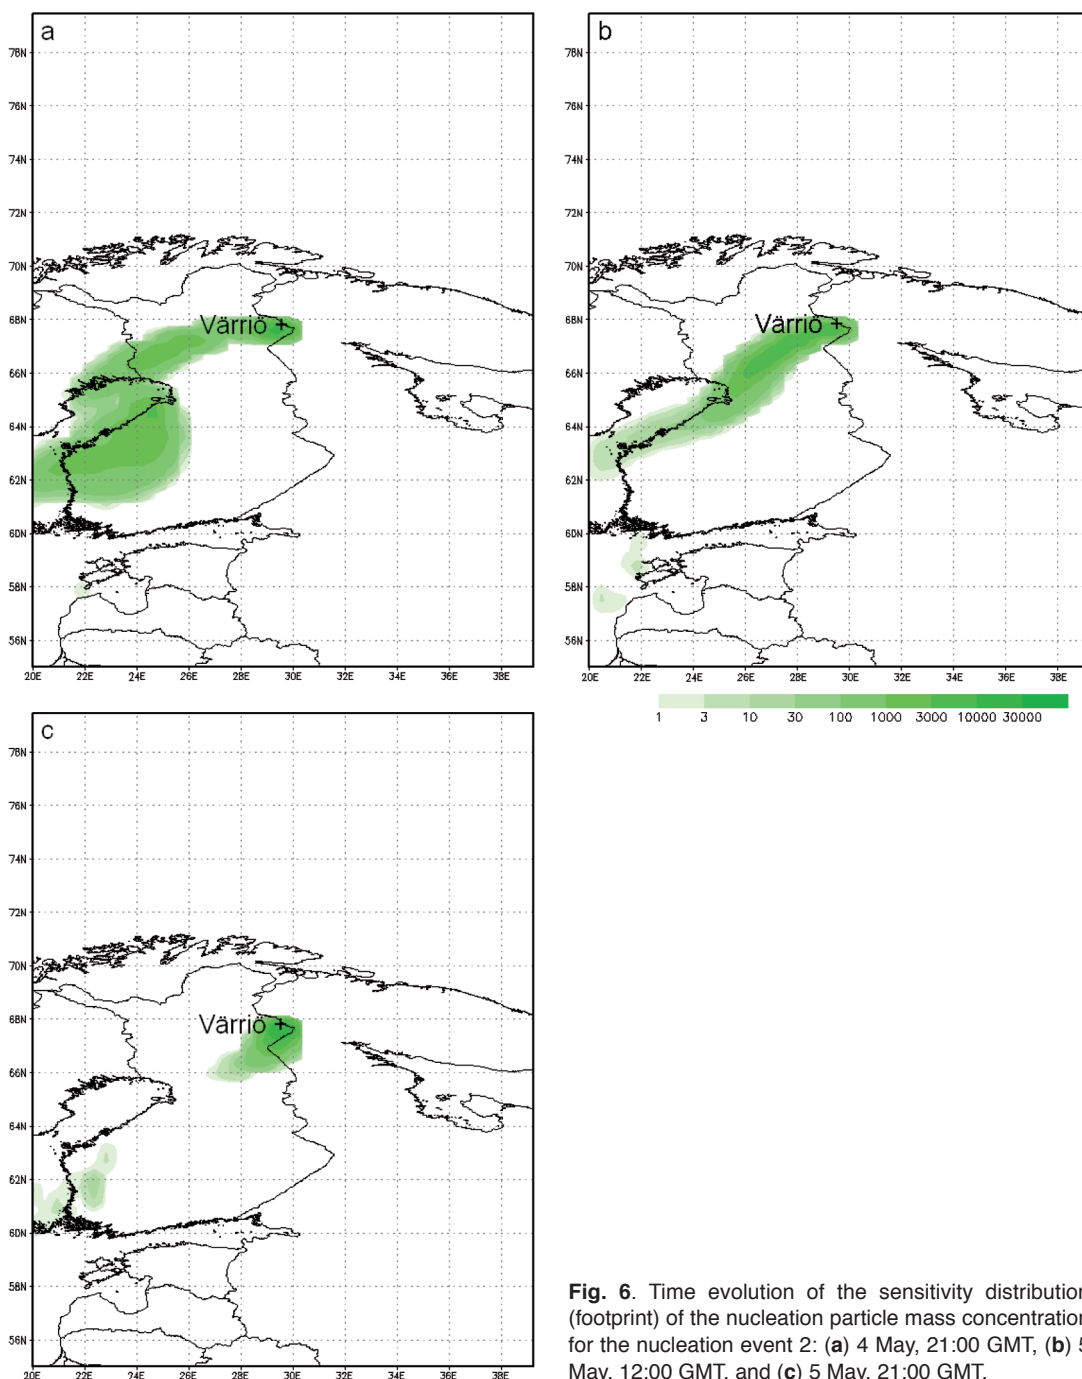 a
78N
76N
74N
72N
70N
68N
66N
64N
62N
60N
58N
56N
Värriö
20E 22E 24E 26E 28E 30E 32E 34E 36E 38E
b
78N
76N
74N
72N
70N
68N
66N
64N
62N
60N
58N
56N
Värriö
20E 22E 24E 26E 28E 30E 32E 34E 36E 38E
1 3 10 30 100 1000 3000 10000 30000
c
78N
76N
74N
72N
70N
68N
66N
64N
62N
60N
58N
56N
Värriö
20E 22E 24E 26E 28E 30E 32E 34E 36E 38E
Fig. 6. Time evolution of the sensitivity distribution
(footprint) of the nucleation particle mass concentration
for the nucleation event 2: (a) 4 May, 21:00 GMT, (b) 5
May, 12:00 GMT, and (c) 5 May, 21:00 GMT.